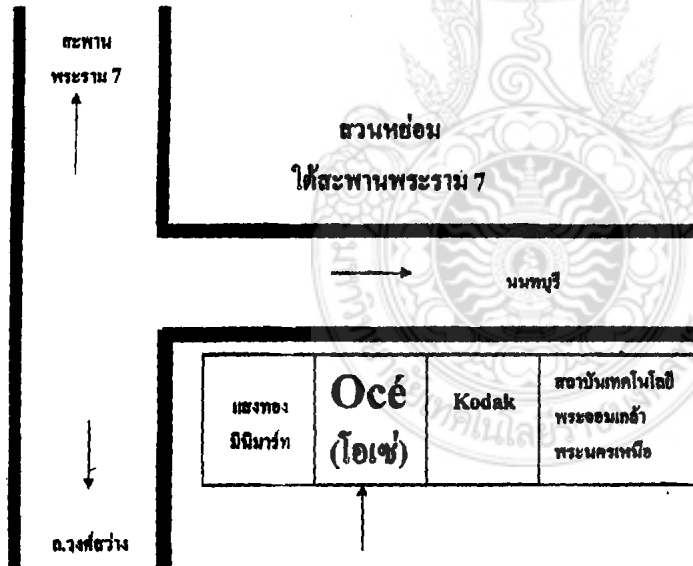 สะพาน
พระราม 7
สวนหย่อม
ใต้สะพานพระราม 7
นนทบุรี
แสงทอง
มินิมาร์ท
Océ
(โอเซ่)
Kodak
สถาบันเทคโนโลยี
พระจอมเกล้า
พระนครเหนือ
ถ.วงศ์สว่าง